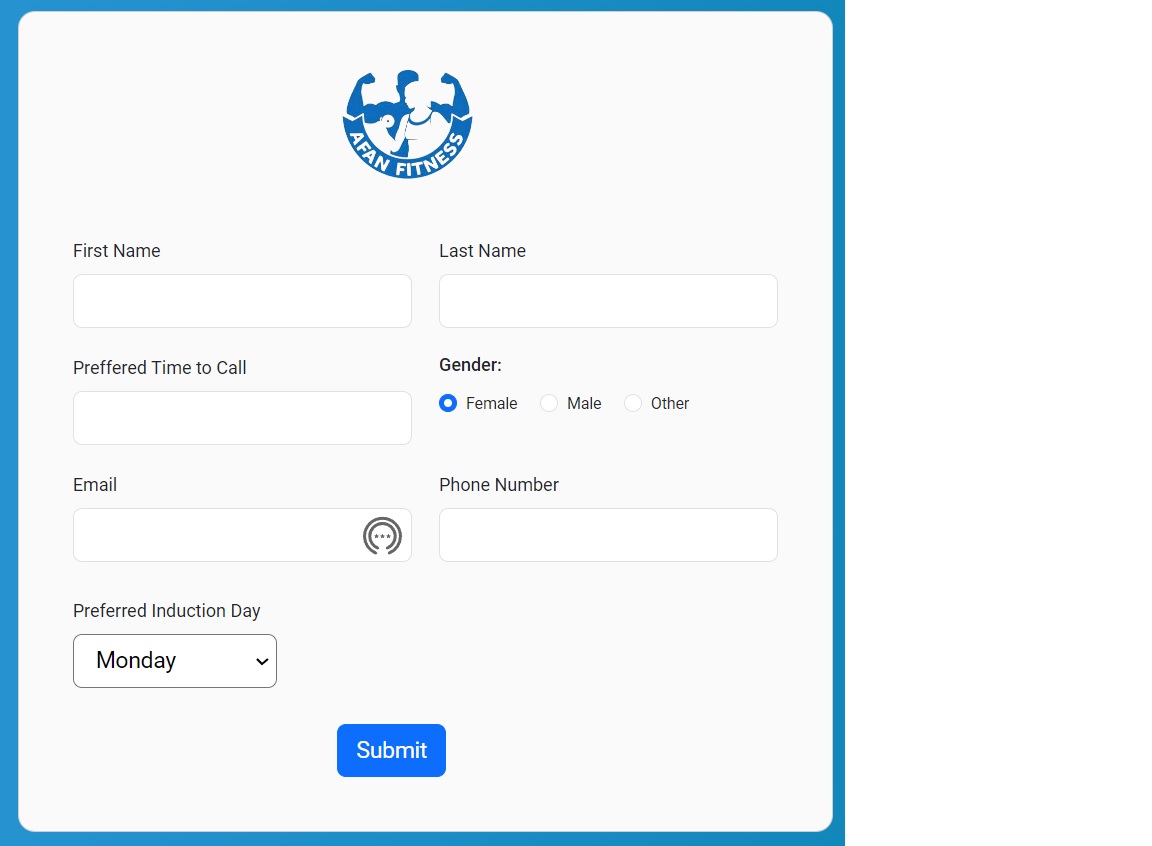 AFAN FITNESS
First Name
Last Name
Preffered Time to Call
Gender:
Female
Male
Other
Email
Phone Number
Preferred Induction Day
Monday
Submit